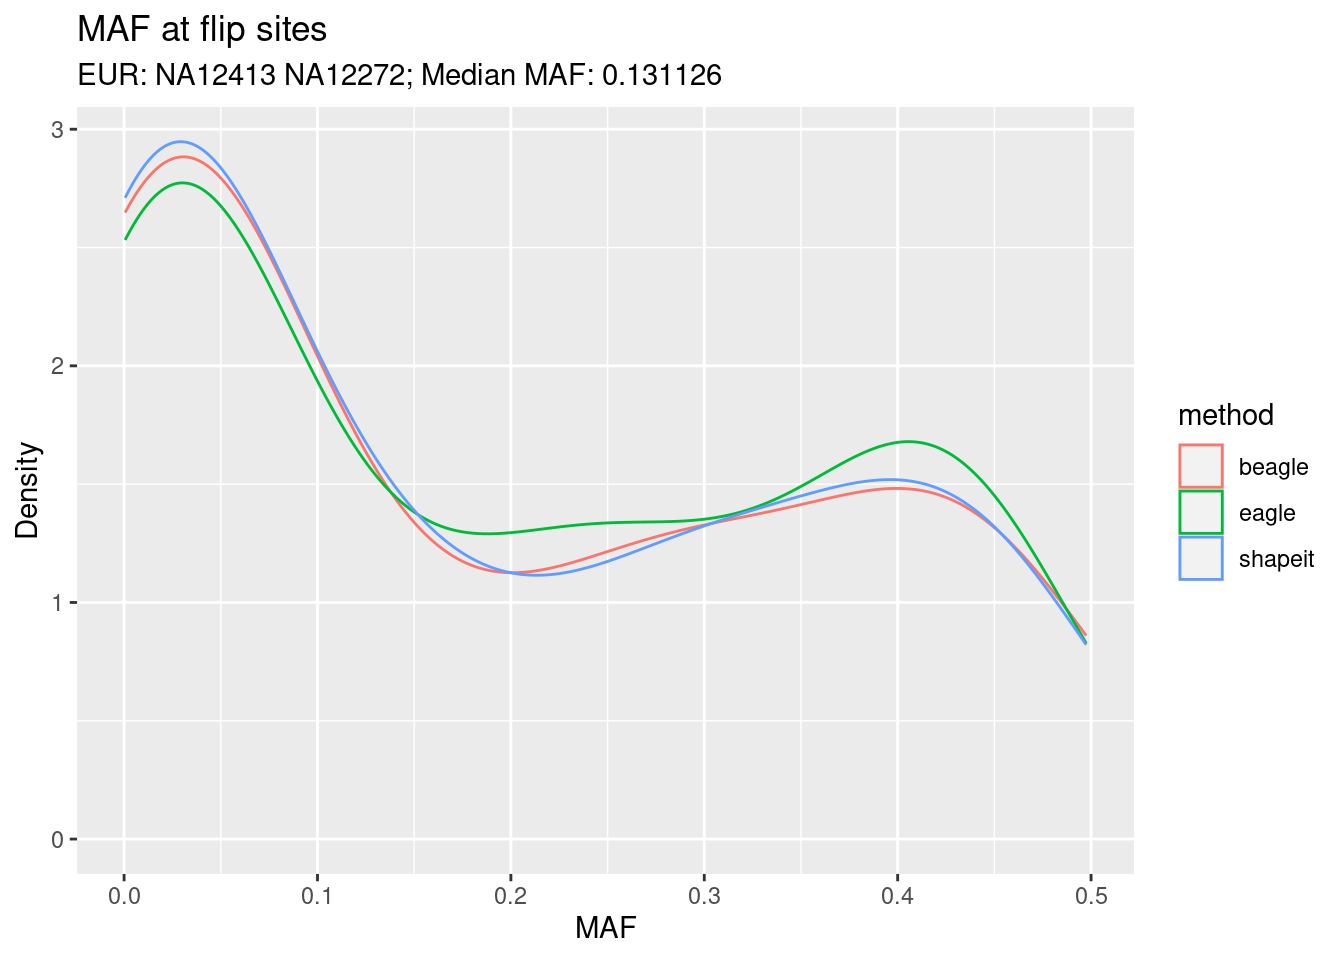 MAF at flip sites
EUR: NA12413 NA12272; Median MAF: 0.131126
3
2
1
0
Density
0.0 0.1 0.2 0.3 0.4 0.5
MAF
method
beagle
eagle
shapeit